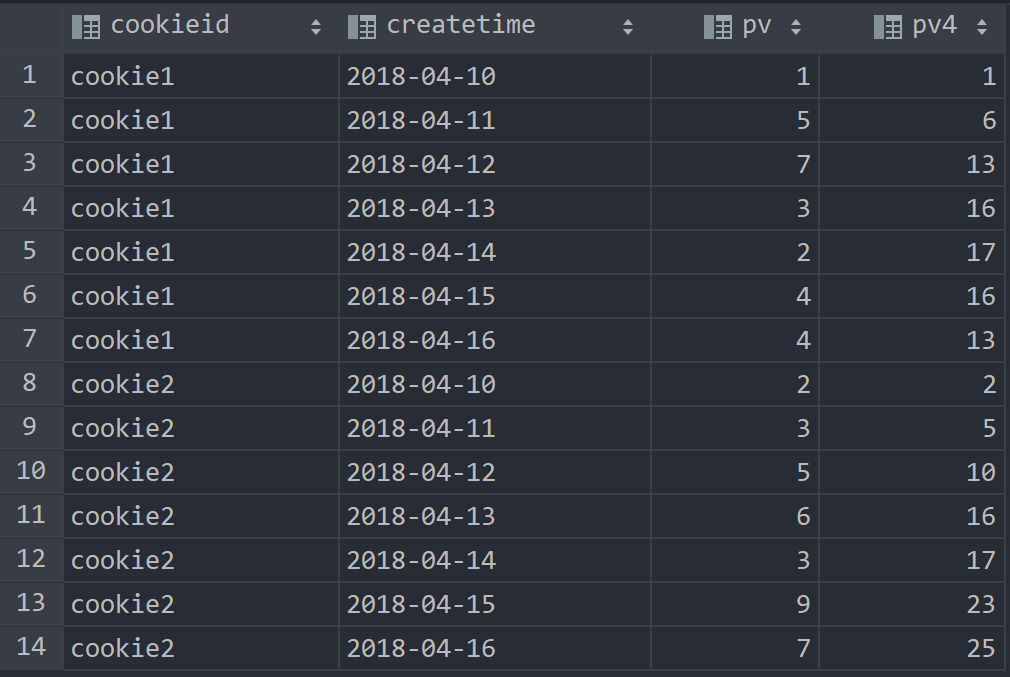 cookieid createtime pv pv4
1 cookie1 2018-04-10 1 1
2 cookie1 2018-04-11 5 6
3 cookie1 2018-04-12 7 13
4 cookie1 2018-04-13 3 16
5 cookie1 2018-04-14 2 17
6 cookie1 2018-04-15 4 16
7 cookie1 2018-04-16 4 13
8 cookie2 2018-04-10 2 2
9 cookie2 2018-04-11 3 5
10 cookie2 2018-04-12 5 10
11 cookie2 2018-04-13 6 16
12 cookie2 2018-04-14 3 17
13 cookie2 2018-04-15 9 23
14 cookie2 2018-04-16 7 25